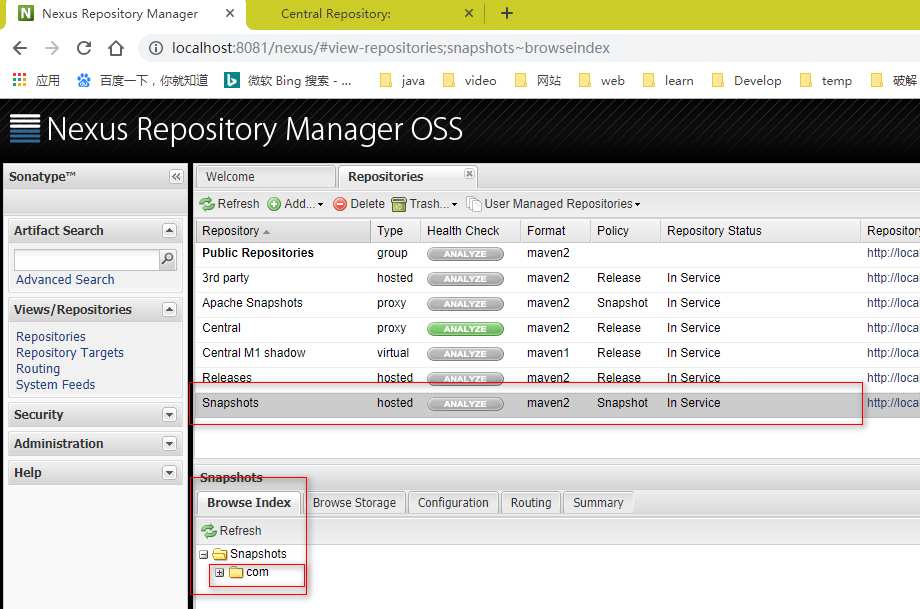 Nexus Repository Manager
Central Repository:
localhost:8081/nexus/#view-repositories;snapshots~browseindex
应用 百度一下，你就知道 微软 Bing 搜索 - ... java video 网站 web learn Develop temp 破解
Nexus Repository Manager OSS
Sonatype™
Welcome Repositories
Refresh Add... Delete Trash... User Managed Repositories
Artifact Search
Advanced Search
Views/Repositories
Repositories
Repository Targets
Routing
System Feeds
Security
Administration
Help
Repository Type Health Check Format Policy Repository Status Repository
Public Repositories group ANALYZE maven2 http://loca
3rd party hosted ANALYZE maven2 Release In Service http://loca
Apache Snapshots proxy ANALYZE maven2 Snapshot In Service http://loca
Central proxy ANALYZE maven2 Release In Service http://loca
Central M1 shadow virtual ANALYZE maven1 Release In Service http://loca
Releases hosted ANALYZE maven2 Release In Service http://loca
Snapshots hosted ANALYZE maven2 Snapshot In Service http://loca
Snapshots
Browse Index Browse Storage Configuration Routing Summary
Refresh
Snapshots
com